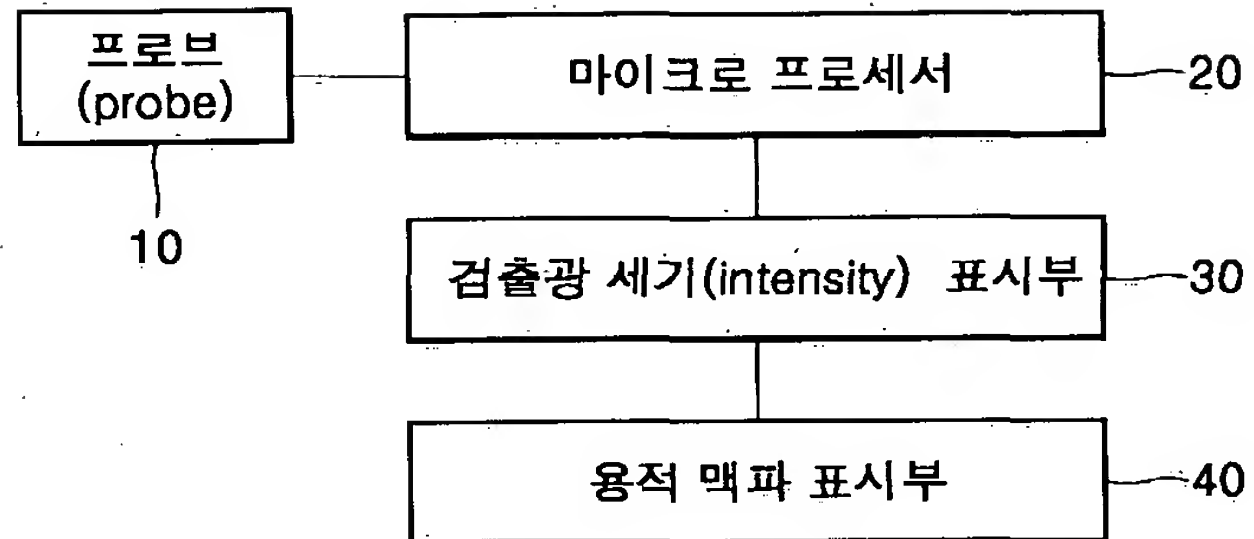 프로브
(probe)
마이크로 프로세서
20
10
검출광 세기(intensity) 표시부
30
용적 맥파 표시부
40